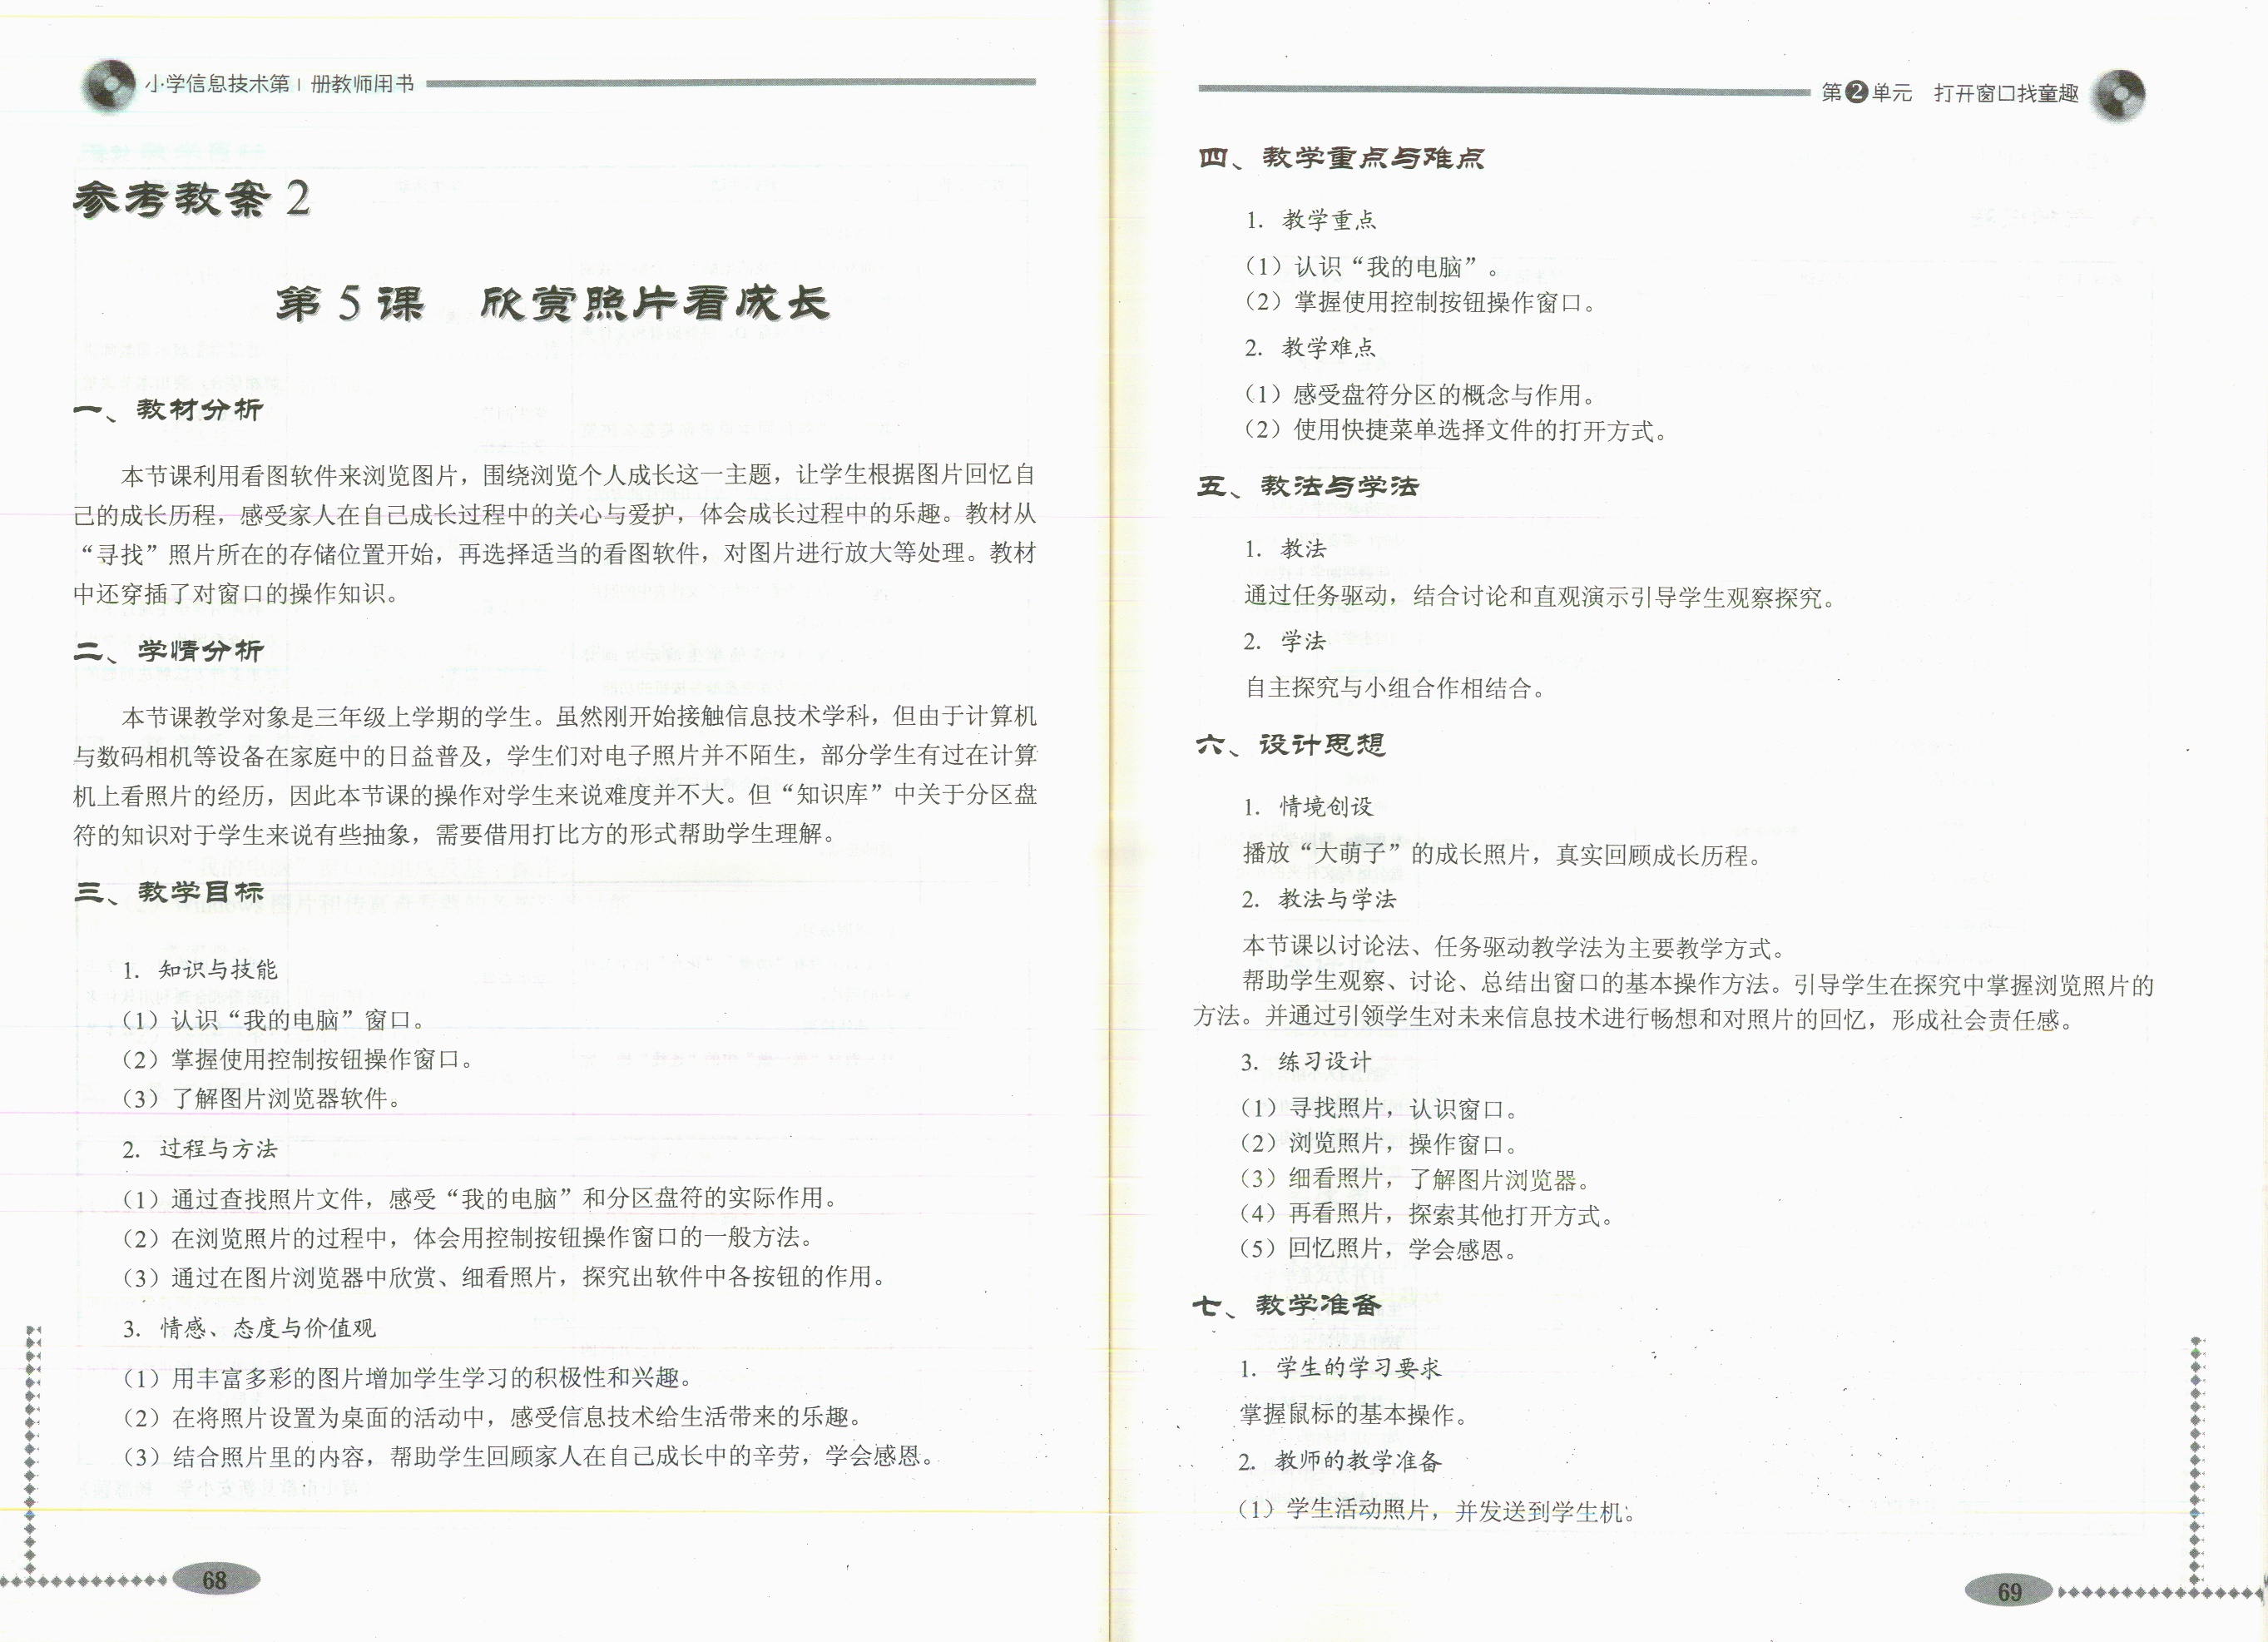 小学信息技术第1册教师用书
参考教案 2
第 5 课　欣赏照片看成长
一、教材分析
本节课利用看图软件来浏览图片，围绕浏览个人成长这一主题，让学生根据图片回忆自
己的成长历程，感受家人在自己成长过程中的关心与爱护，体会成长过程中的乐趣。教材从
“寻找”照片所在的存储位置开始，再选择适当的看图软件，对图片进行放大等处理。教材
中还穿插了对窗口的操作知识。
二、学情分析
本节课教学对象是三年级上学期的学生。虽然刚开始接触信息技术学科，但由于计算机
与数码相机等设备在家庭中的日益普及，学生们对电子照片并不陌生，部分学生有过在计算
机上看照片的经历，因此本节课的操作对学生来说难度并不大。但“知识库”中关于分区盘
符的知识对于学生来说有些抽象，需要借用打比方的形式帮助学生理解。
三、教学目标
1. 知识与技能
（1）认识“我的电脑”窗口。
（2）掌握使用控制按钮操作窗口。
（3）了解图片浏览器软件。
2. 过程与方法
（1）通过查找照片文件，感受“我的电脑”和分区盘符的实际作用。
（2）在浏览照片的过程中，体会用控制按钮操作窗口的一般方法。
（3）通过在图片浏览器中欣赏、细看照片，探究出软件中各按钮的作用。
3. 情感、态度与价值观
（1）用丰富多彩的图片增加学生学习的积极性和兴趣。
（2）在将照片设置为桌面的活动中，感受信息技术给生活带来的乐趣。
（3）结合照片里的内容，帮助学生回顾家人在自己成长中的辛劳，学会感恩。
68
第2单元　打开窗口找童趣
四、教学重点与难点
1. 教学重点
（1）认识“我的电脑”。
（2）掌握使用控制按钮操作窗口。
2. 教学难点
（1）感受盘符分区的概念与作用。
（2）使用快捷菜单选择文件的打开方式。
五、教法与学法
1. 教法
通过任务驱动，结合讨论和直观演示引导学生观察探究。
2. 学法
自主探究与小组合作相结合。
六、设计思想
1. 情境创设
播放“大萌子”的成长照片，真实回顾成长历程。
2. 教法与学法
本节课以讨论法、任务驱动教学法为主要教学方式。
帮助学生观察、讨论、总结出窗口的基本操作方法。引导学生在探究中掌握浏览照片的
方法。并通过引领学生对未来信息技术进行畅想和对照片的回忆，形成社会责任感。
3. 练习设计
（1）寻找照片，认识窗口。
（2）浏览照片，操作窗口。
（3）细看照片，了解图片浏览器。
（4）再看照片，探索其他打开方式。
（5）回忆照片，学会感恩。
七、教学准备
1. 学生的学习要求
掌握鼠标的基本操作。
2. 教师的教学准备
（1）学生活动照片，并发送到学生机。
69